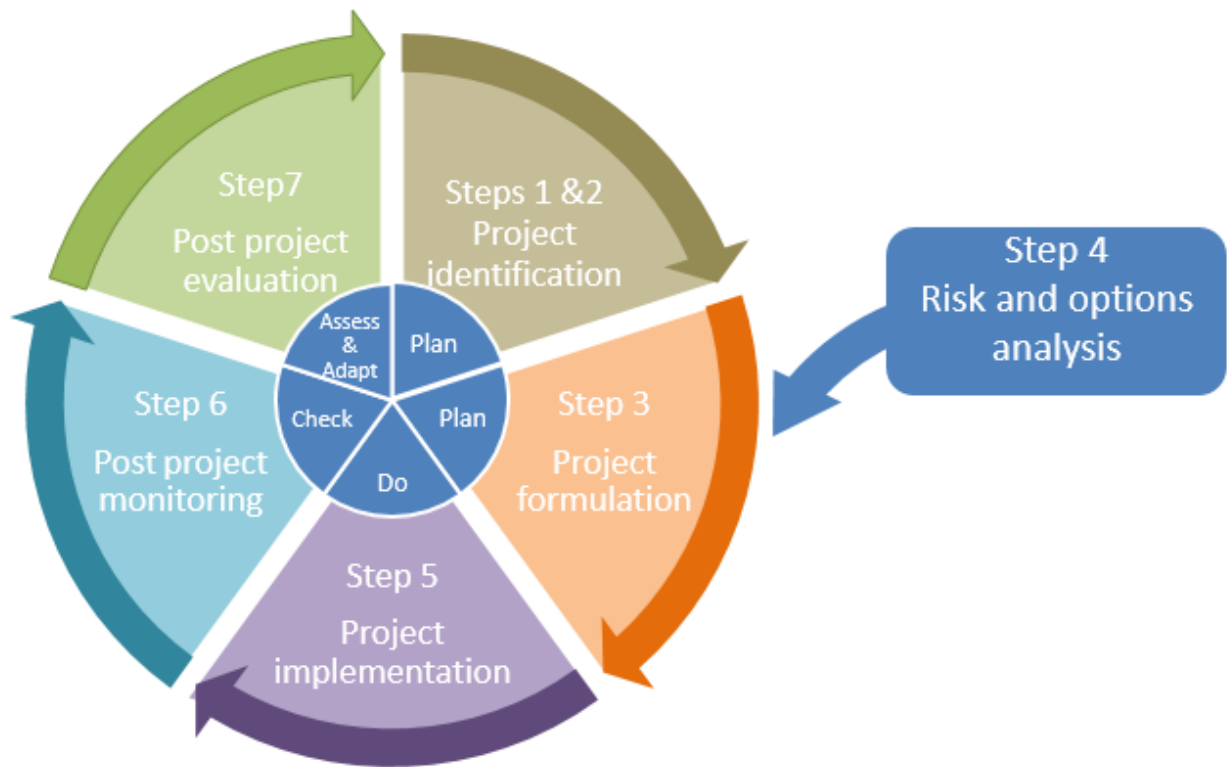 Steps 1 &2
Project
identification
Step 4
Risk and options
analysis
Step 3
Project
formulation
Step 5
Project
implementation
Step 6
Post project
monitoring
Step7
Post project
evaluation
Plan
Plan
Do
Check
Assess
&
Adapt